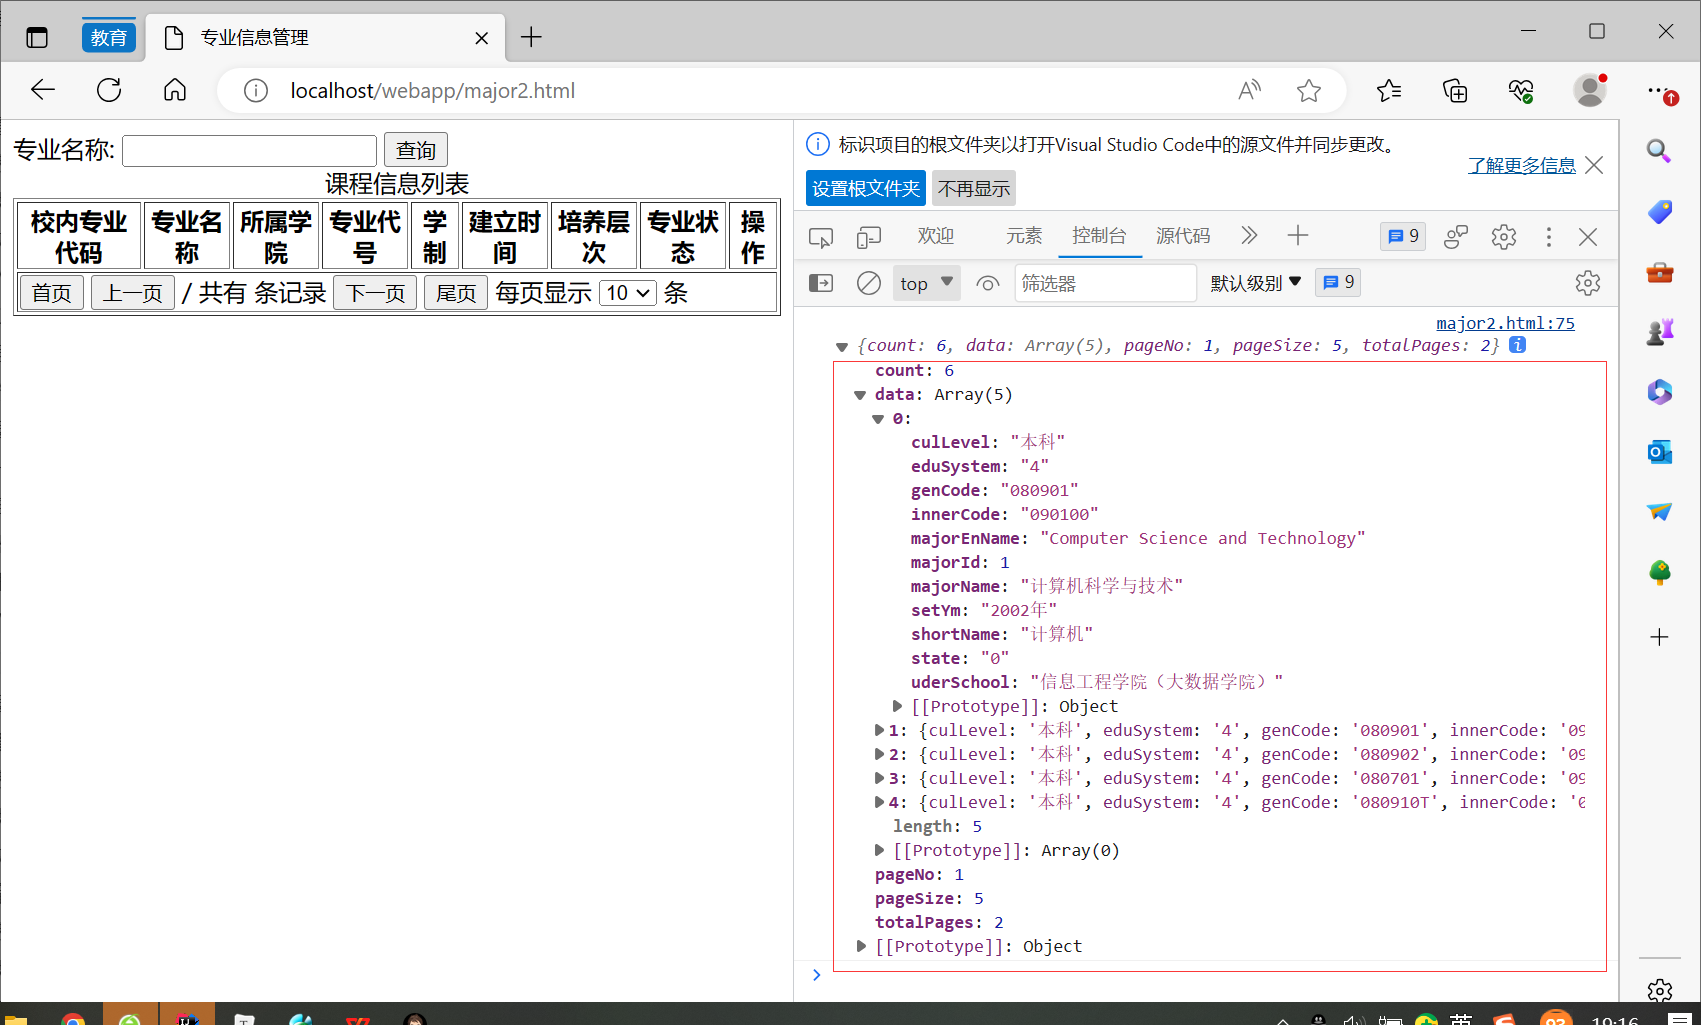 教育 专业信息管理
localhost/webapp/major2.html
专业名称: 查询
课程信息列表
校内专业代码 专业名称 所属学院 专业代号 学制 建立时间 培养层次 专业状态 操作
首页 上一页 / 共有 条记录 下一页 尾页 每页显示 10 条
标识项目的根文件夹以打开Visual Studio Code中的源文件并同步更改。
了解更多信息
设置根文件夹 不再显示
欢迎 元素 控制台 源代码 9
top 筛选器 默认级别 9
major2.html:75
{count: 6, data: Array(5), pageNo: 1, pageSize: 5, totalPages: 2}
count: 6
data: Array(5)
0:
culLevel: "本科"
eduSystem: "4"
genCode: "080901"
innerCode: "090100"
majorEnName: "Computer Science and Technology"
majorId: 1
majorName: "计算机科学与技术"
setYm: "2002年"
shortName: "计算机"
state: "0"
uderSchool: "信息工程学院（大数据学院）"
[[Prototype]]: Object
1: {culLevel: '本科', eduSystem: '4', genCode: '080901', innerCode: '09
2: {culLevel: '本科', eduSystem: '4', genCode: '080902', innerCode: '09
3: {culLevel: '本科', eduSystem: '4', genCode: '080701', innerCode: '09
4: {culLevel: '本科', eduSystem: '4', genCode: '080910T', innerCode: '0
length: 5
[[Prototype]]: Array(0)
pageNo: 1
pageSize: 5
totalPages: 2
[[Prototype]]: Object
英 19:16